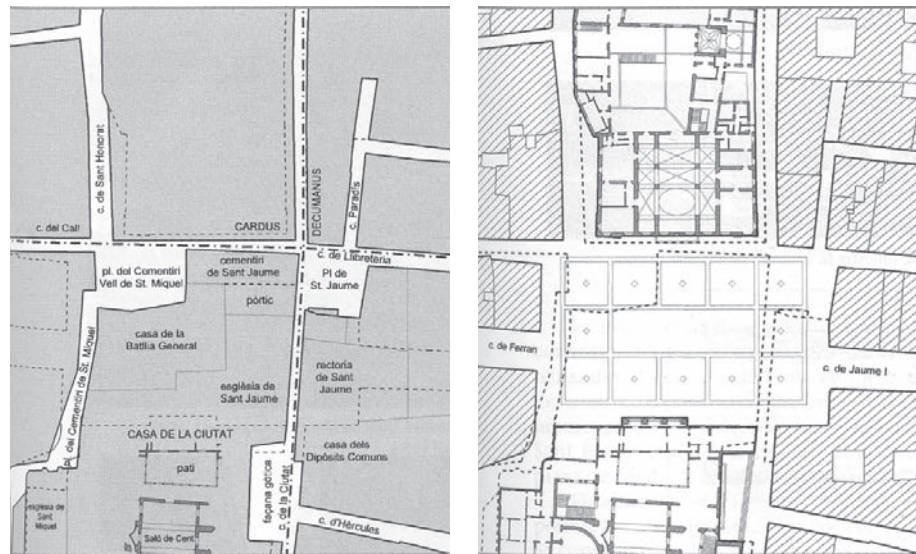 c. de Sant Honorat
c. del Call
CARDUS
DECUMANUS
c. Paradís
c. de Llibreteria
pl. del Cementiri
Vell de St. Miquel
cementiri
de Sant Jaume
Pl de
St. Jaume
pòrtic
casa de la
Batllia General
església de
Sant Jaume
rectoria
de Sant
Jaume
pl. del Cementiri de St. Miquel
CASA DE LA CIUTAT
pati
casa dels
Dipòsits Comuns
façana gòtica
c. de la Ciutat
església de
Sant
Miquel
Saló de Cent
c. d'Hèrcules
c. de Ferran
c. de Jaume I